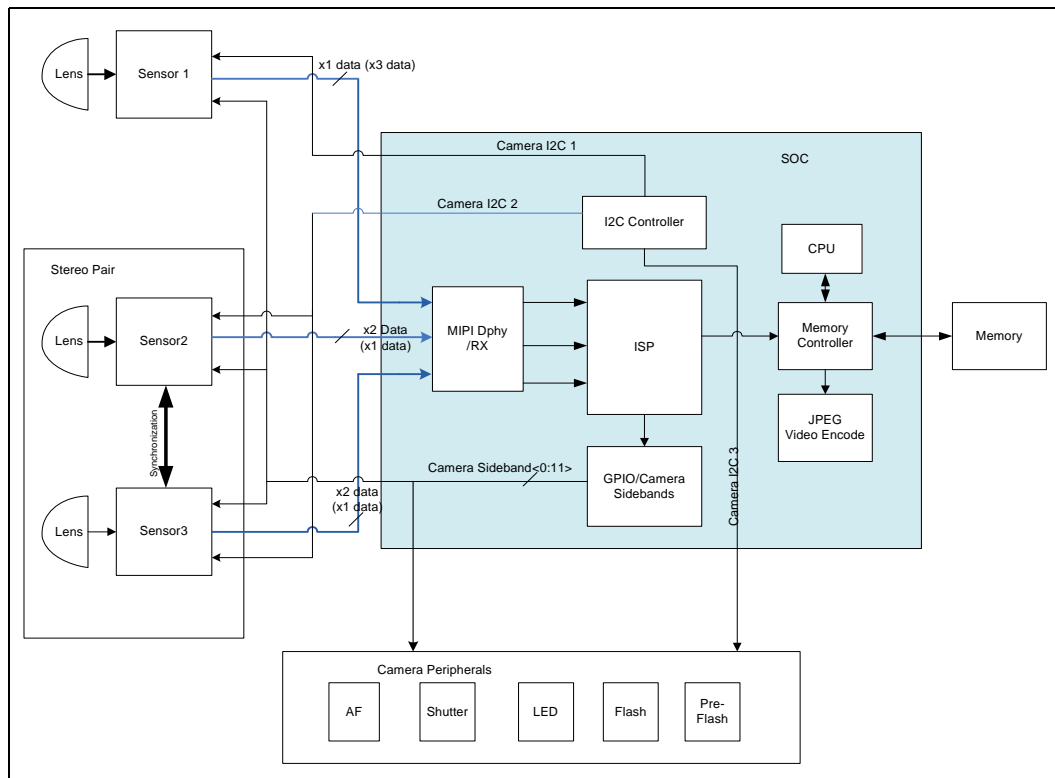 Lens
Sensor 1
x1 data (x3 data)
Camera I2C 1
SOC
Camera I2C 2
I2C Controller
CPU
Stereo Pair
Lens
Sensor2
x2 Data
(x1 data)
MIPI Dphy
/RX
ISP
Memory
Controller
Memory
JPEG
Video Encode
Synchronization
Camera Sideband<0:11>
GPIO/Camera
Sidebands
Camera I2C 3
x2 data
(x1 data)
Lens
Sensor3
Camera Peripherals
AF
Shutter
LED
Flash
Pre-
Flash